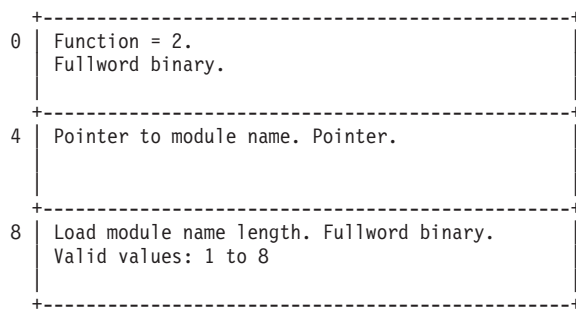 0 Function = 2.
Fullword binary.
4 Pointer to module name. Pointer.
8 Load module name length. Fullword binary.
Valid values: 1 to 8